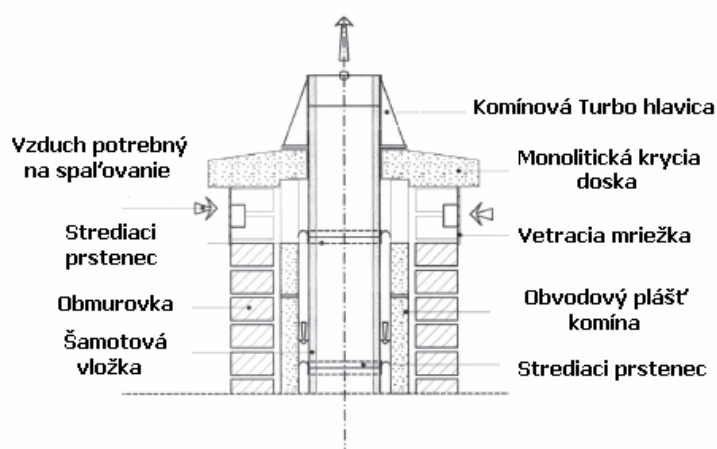 Komínová Turbo hlavica
Vzduch potrebný
na spaľovanie
Monolitická krycia
doska
Strediaci
prstenec
Vetracia mriežka
Obmurovka
Obvodový plášť
komína
Šamotová
vložka
Strediaci prstenec